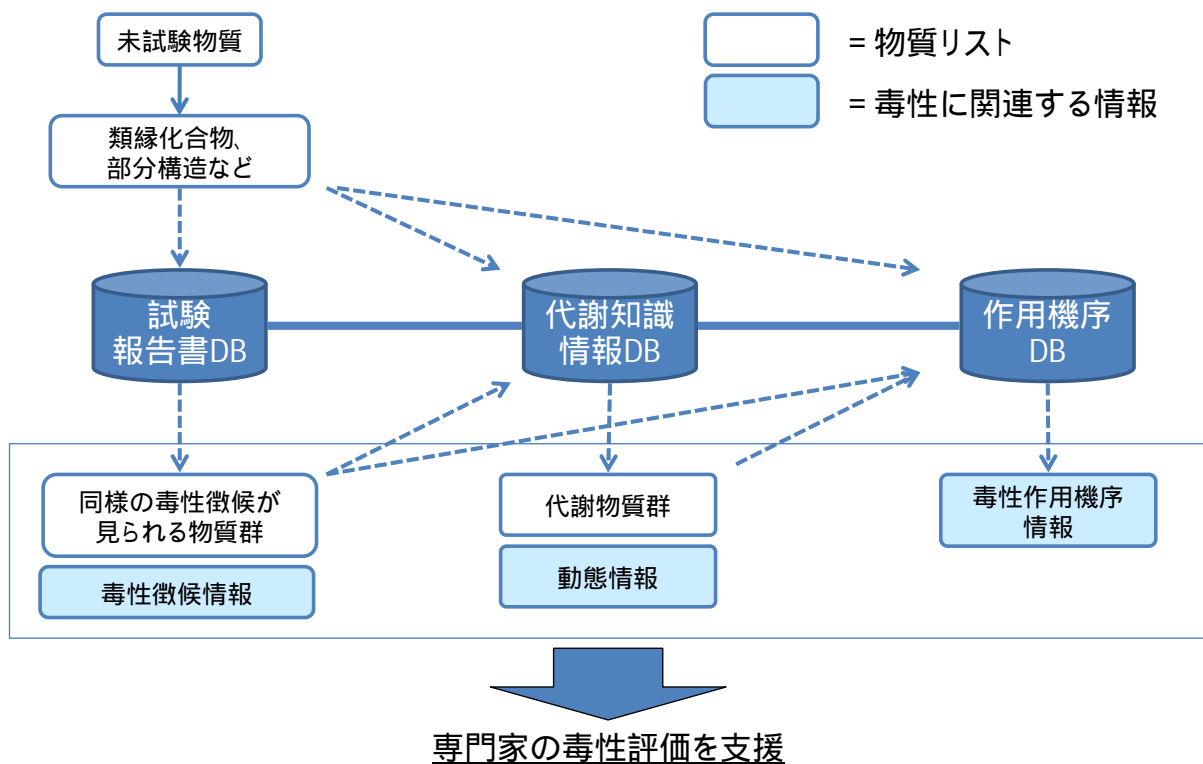 未試験物質
= 物質リスト
= 毒性に関連する情報
類縁化合物、
部分構造など
試験
報告書DB
代謝知識
情報DB
作用機序
DB
同様の毒性徴候が
見られる物質群
毒性徴候情報
代謝物質群
動態情報
毒性作用機序
情報
専門家の毒性評価を支援